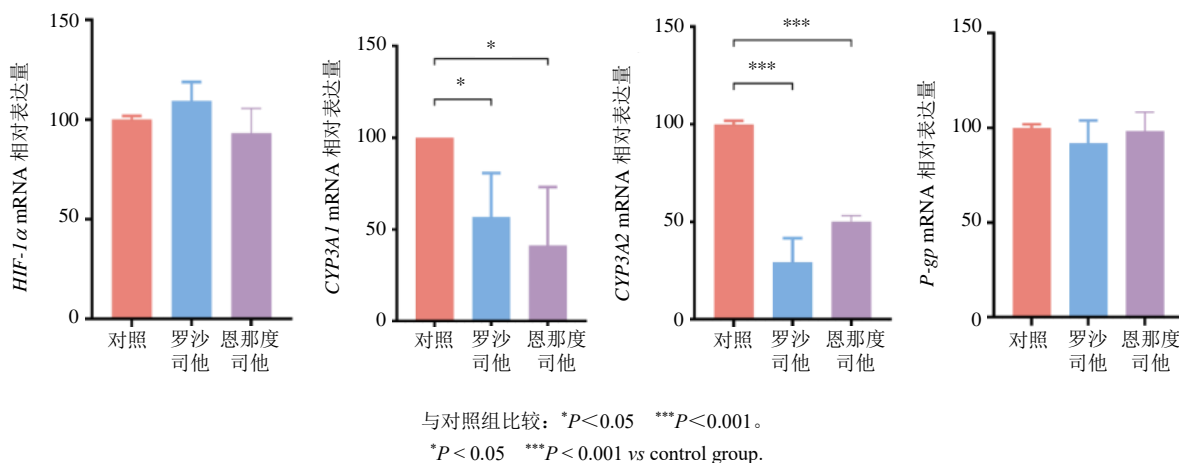 HIF-1α mRNA 相对表达量
150
100
50
0
对照
罗沙
司他
恩那度
司他
CYP3A1 mRNA 相对表达量
150
100
50
0
*
*
对照
罗沙
司他
恩那度
司他
CYP3A2 mRNA 相对表达量
150
100
50
0
***
***
对照
罗沙
司他
恩那度
司他
P-gp mRNA 相对表达量
150
100
50
0
对照
罗沙
司他
恩那度
司他
与对照组比较：*P＜0.05 ***P＜0.001。
*P < 0.05 ***P < 0.001 vs control group.